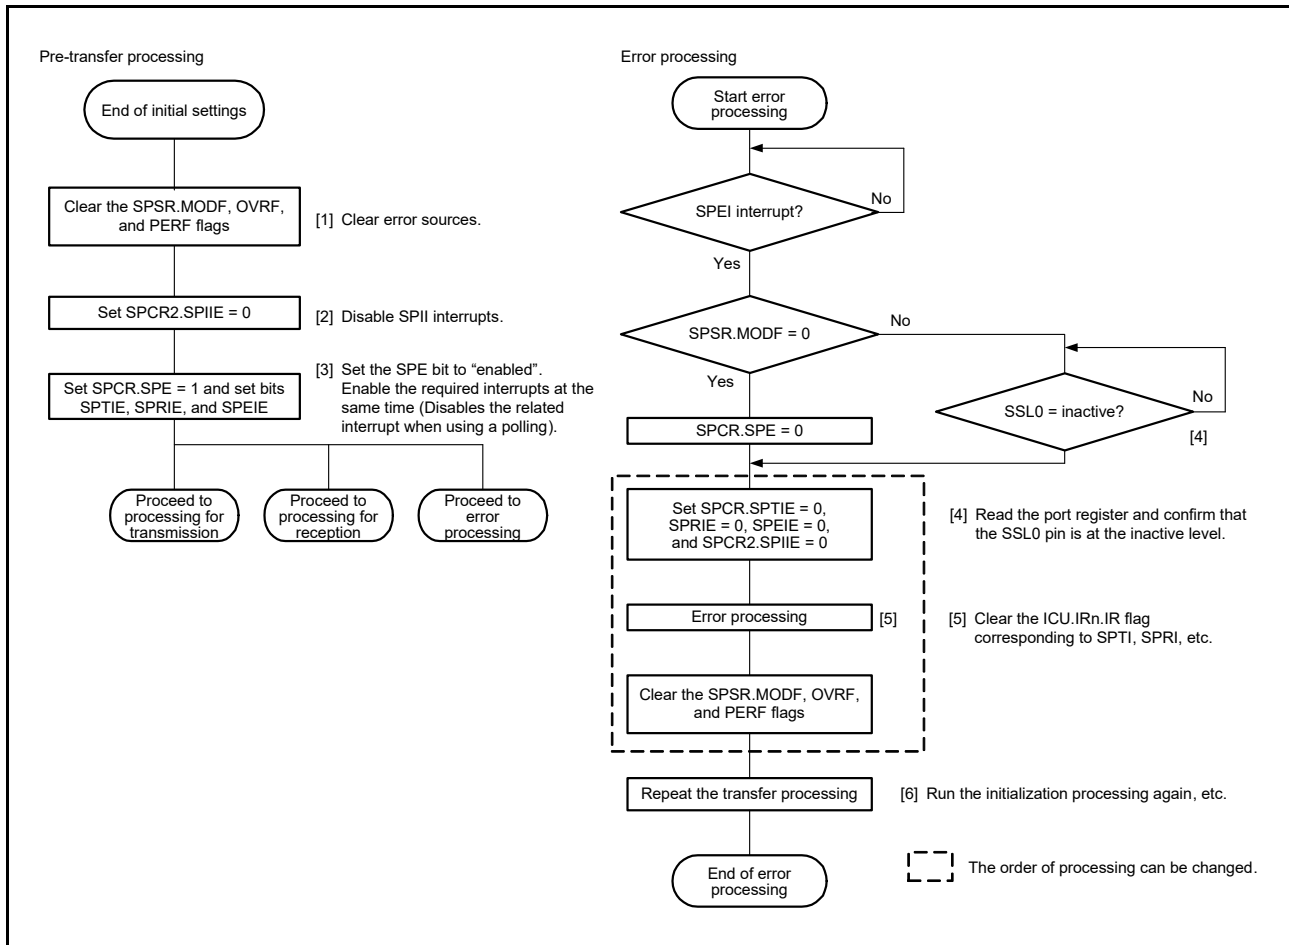 Pre-transfer processing
End of initial settings
Clear the SPSR.MODF, OVRF,
and PERF flags
[1] Clear error sources.
Set SPCR2.SPIIE = 0
[2] Disable SPII interrupts.
Set SPCR.SPE = 1 and set bits
SPTIE, SPRIE, and SPEIE
[3] Set the SPE bit to “enabled”.
Enable the required interrupts at the
same time (Disables the related
interrupt when using a polling).
Proceed to
processing for
transmission
Proceed to
processing for
reception
Proceed to
error
processing
Error processing
Start error
processing
SPEI interrupt?
No
Yes
SPSR.MODF = 0
No
Yes
SSL0 = inactive?
No
[4]
SPCR.SPE = 0
Set SPCR.SPTIE = 0,
SPRIE = 0, SPEIE = 0,
and SPCR2.SPIIE = 0
[4] Read the port register and confirm that
the SSL0 pin is at the inactive level.
Error processing
[5]
[5] Clear the ICU.IRn.IR flag
corresponding to SPTI, SPRI, etc.
Clear the SPSR.MODF, OVRF,
and PERF flags
Repeat the transfer processing
[6] Run the initialization processing again, etc.
End of error
processing
The order of processing can be changed.